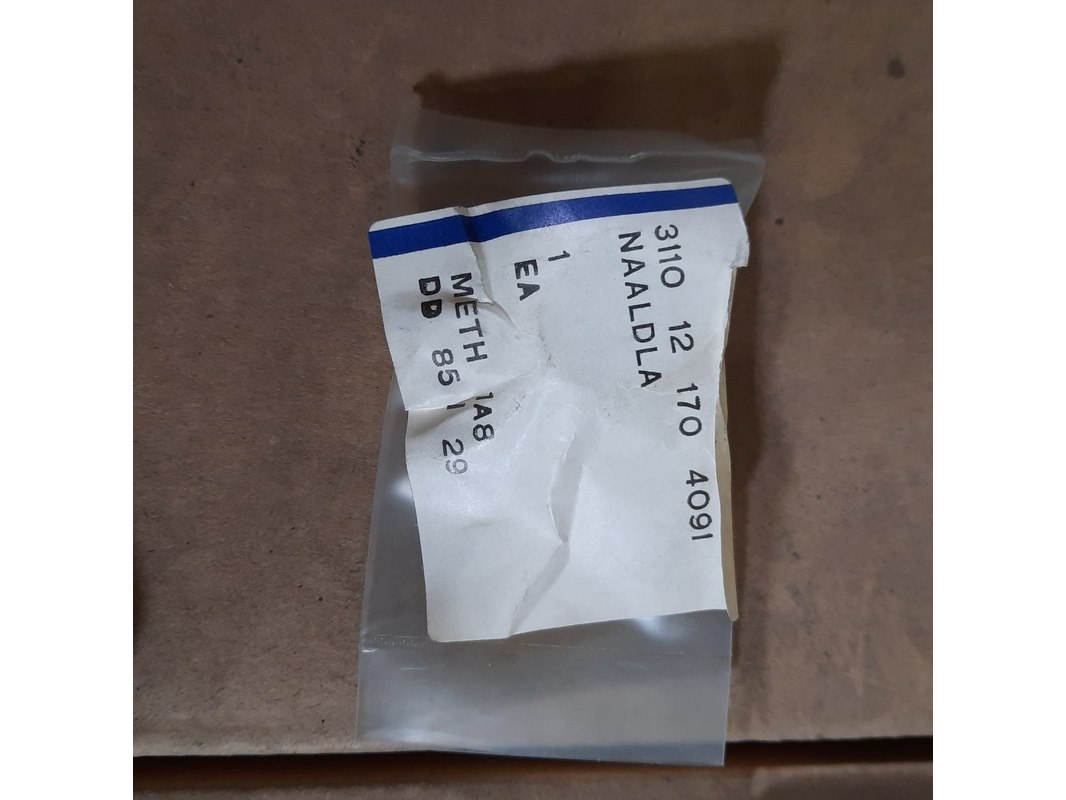 3110 12 170 4091
NAALDLA
1
EA
METH 1A8
DD 85 1 29